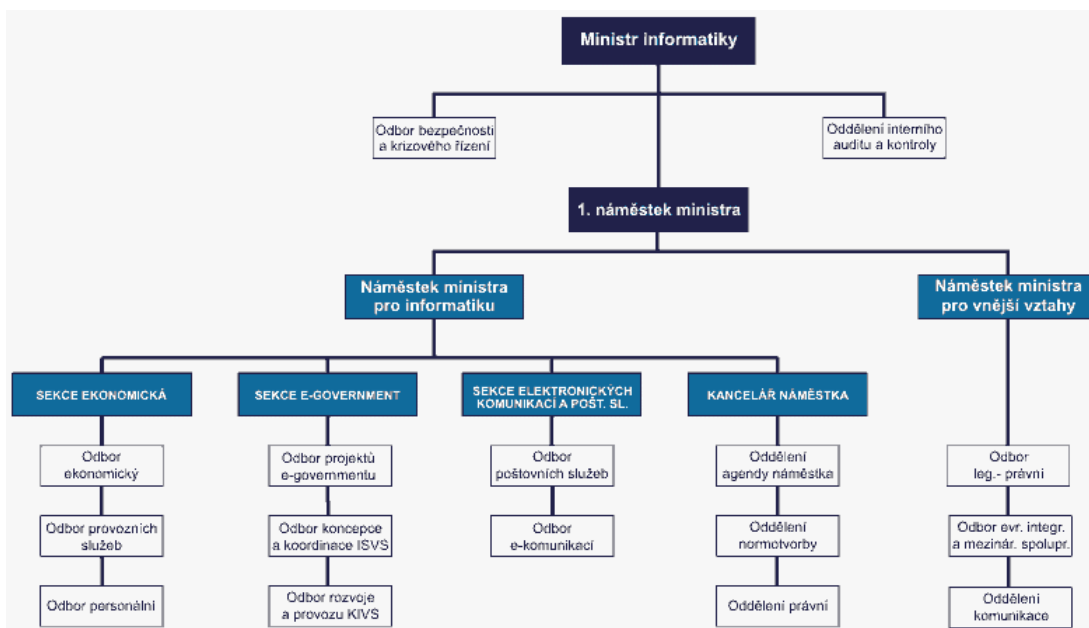 Ministr informatiky
Odbor bezpečnosti
a krizového řízení
Oddělení interního
auditu a kontroly
1. náměstek ministra
Náměstek ministra
pro informatiku
Náměstek ministra
pro vnější vztahy
SEKCE EKONOMICKÁ
SEKCE E-GOVERNMENT
SEKCE ELEKTRONICKÝCH
KOMUNIKACÍ A POŠT. SL.
KANCELÁŘ NÁMĚSTKA
Odbor
ekonomický
Odbor projektů
e-governmentu
Odbor
poštovních služeb
Oddělení
agendy náměstka
Odbor
leg.- právní
Odbor provozních
služeb
Odbor koncepce
a koordinace ISVS
Odbor
e-komunikací
Oddělení
normotvorby
Odbor evr. integr.
a mezinár. spolupr.
Odbor personální
Odbor rozvoje
a provozu KIVS
Oddělení právní
Oddělení
komunikace